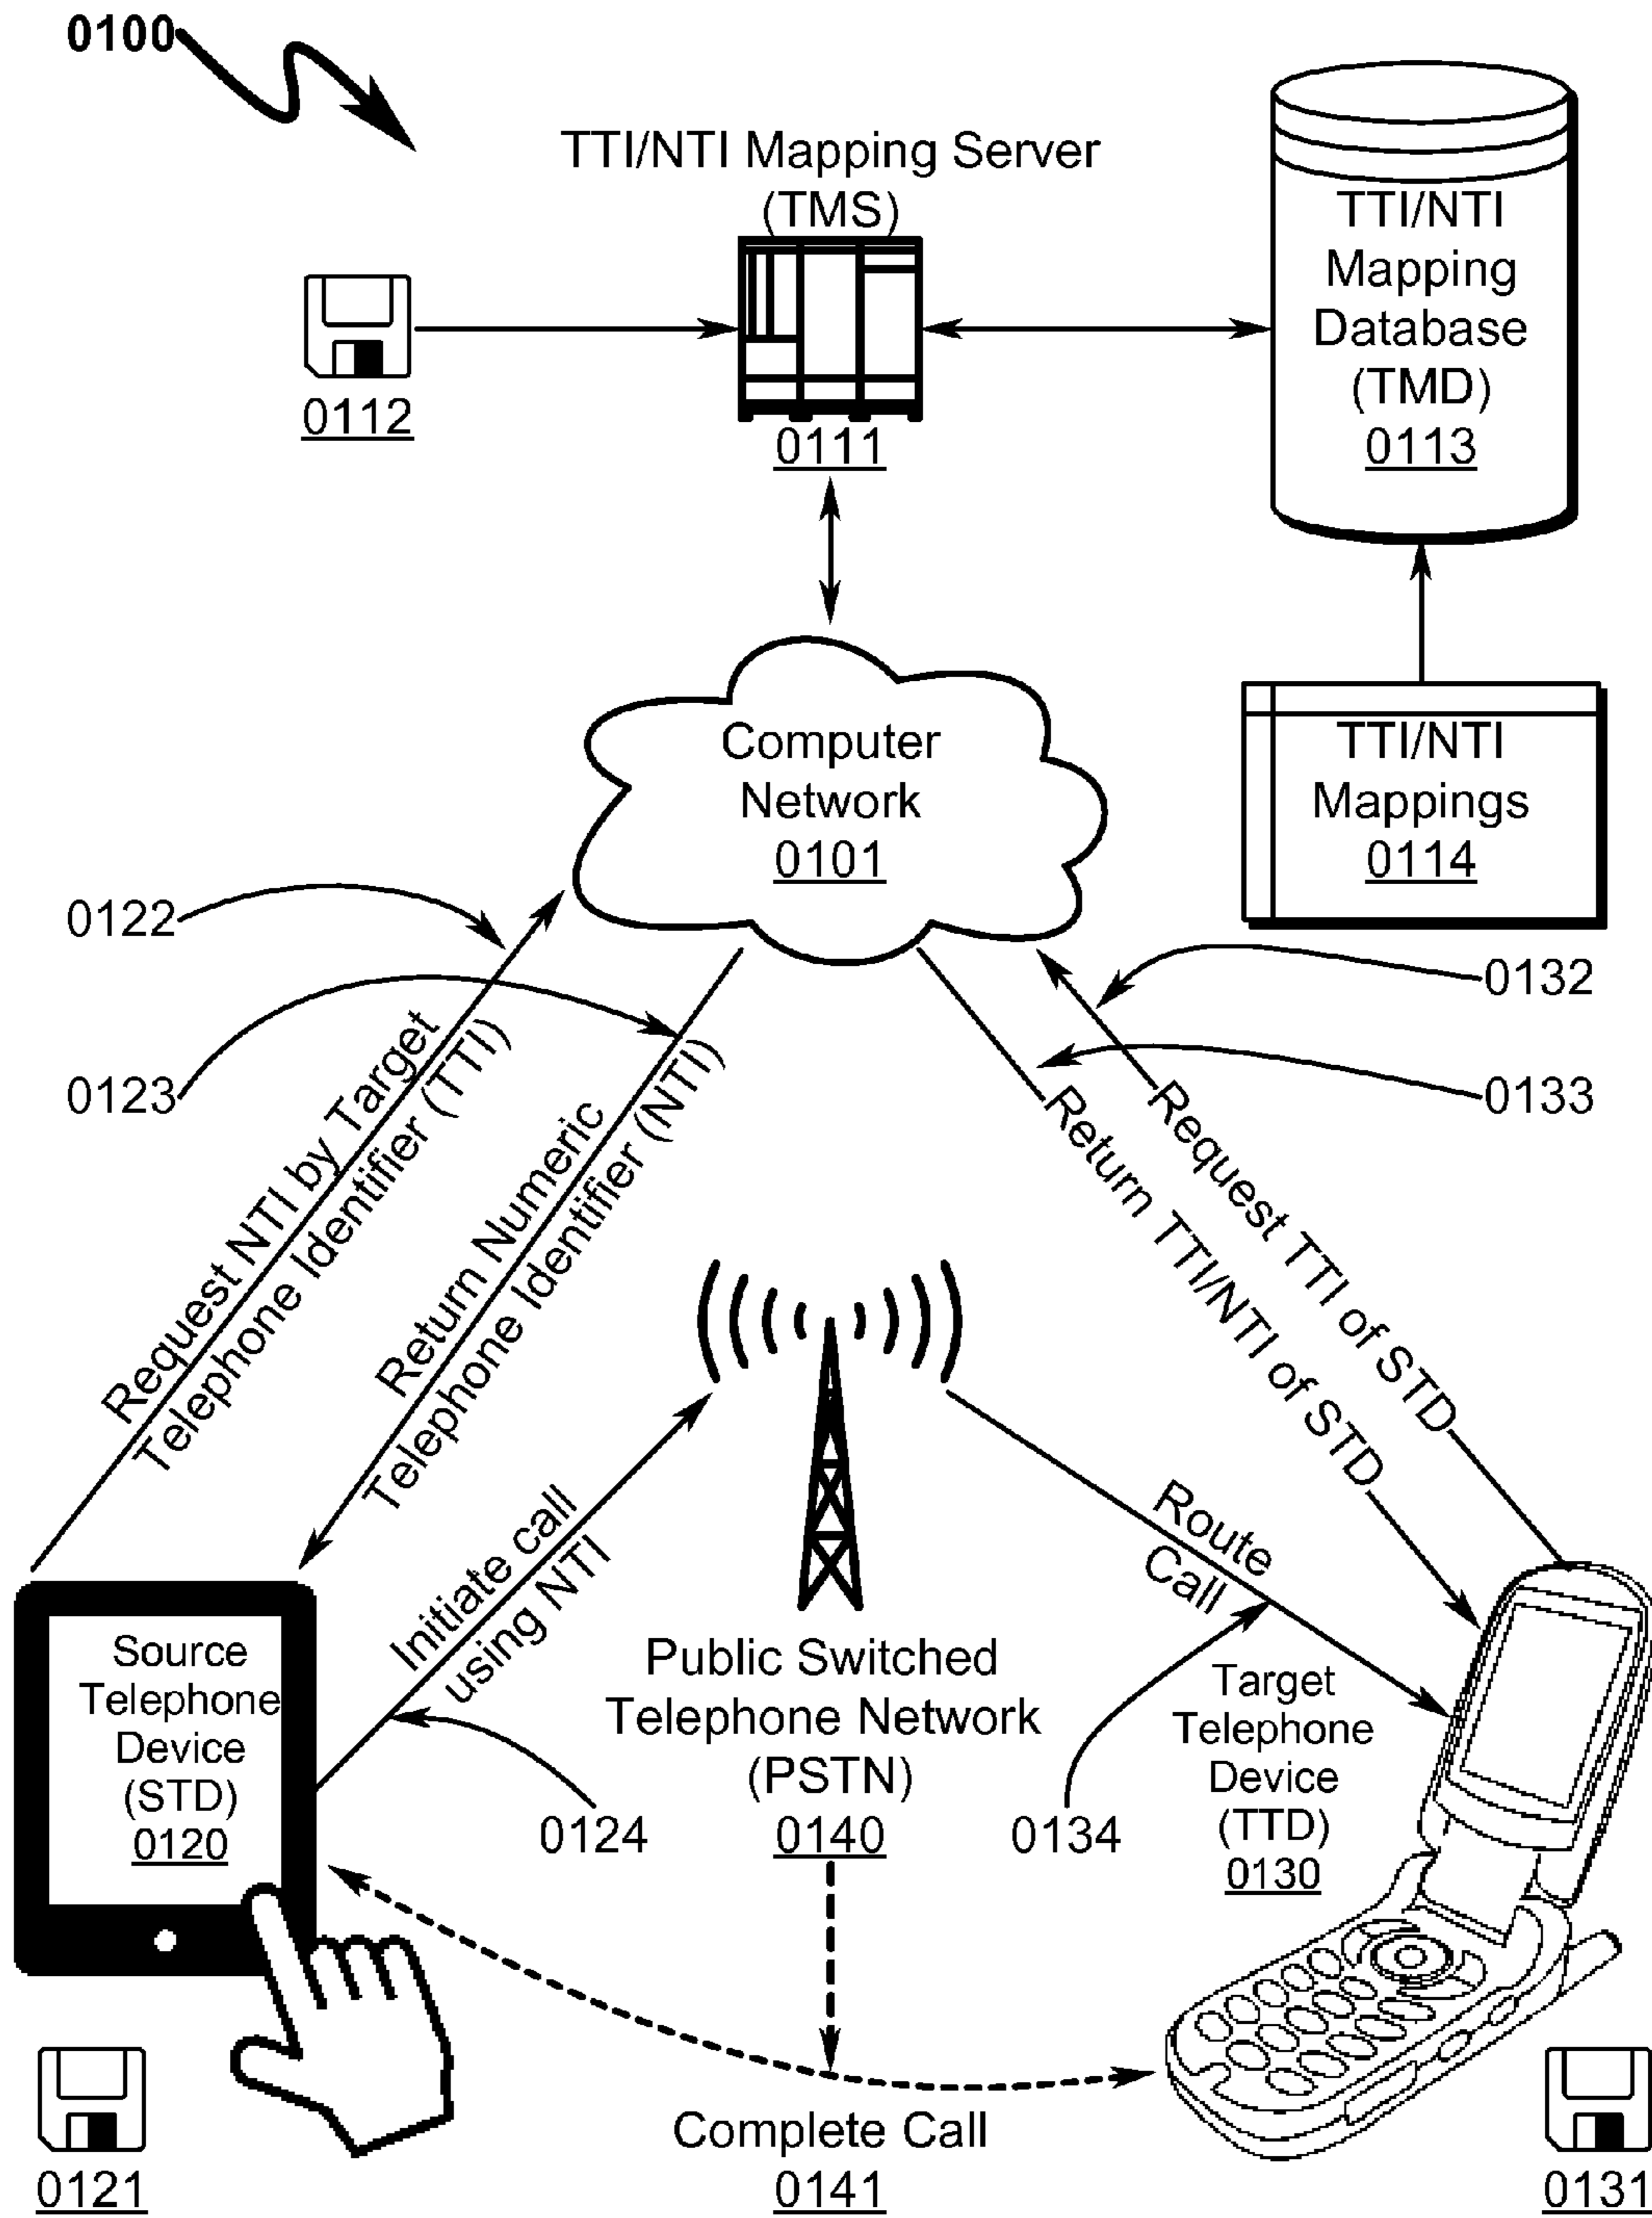 0100
TTI/NTI Mapping Server
(TMS)
0111
0112
TTI/NTI
Mapping
Database
(TMD)
0113
Computer
Network
0101
TTI/NTI
Mappings
0114
0122
0123
0132
0133
Request NTI by Target
Telephone Identifier (TTI)
Return Numeric
Telephone Identifier (NTI)
Return TTI/NTI of STD
Request TTI of STD
Initiate call
using NTI
Route
Call
Source
Telephone
Device
(STD)
0120
0124
Public Switched
Telephone Network
(PSTN)
0140
0134
Target
Telephone
Device
(TTD)
0130
Complete Call
0141
0121
0131